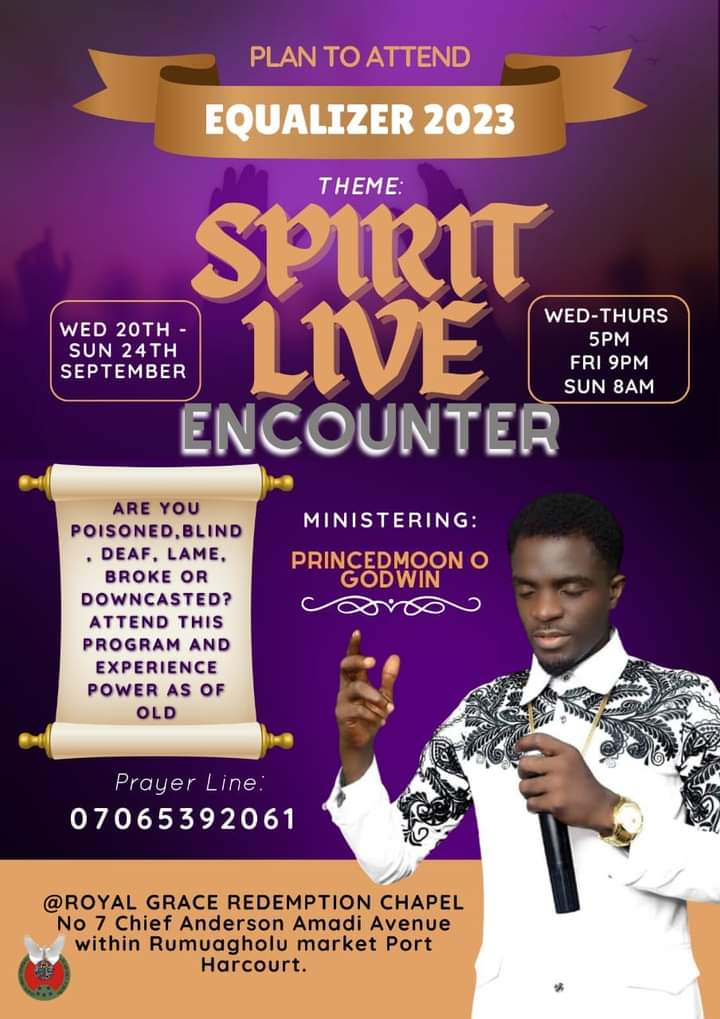 PLAN TO ATTEND
EQUALIZER 2023
THEME:
SPIRIT
LIVE
ENCOUNTER
WED 20TH -
SUN 24TH
SEPTEMBER
WED-THURS
5PM
FRI 9PM
SUN 8AM
ARE YOU
POISONED,BLIND
, DEAF, LAME,
BROKE OR
DOWNCASTED?
ATTEND THIS
PROGRAM AND
EXPERIENCE
POWER AS OF
OLD
MINISTERING:
PRINCEDMOON O
GODWIN
Prayer Line:
07065392061
@ROYAL GRACE REDEMPTION CHAPEL
No 7 Chief Anderson Amadi Avenue
within Rumuagholu market Port
Harcourt.